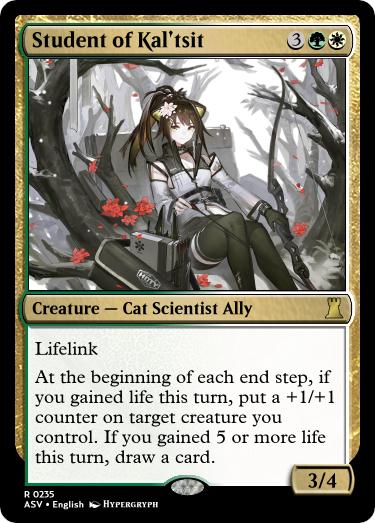 Student of Kal'tsit 3
HDTV
Creature — Cat Scientist Ally
Lifelink
At the beginning of each end step, if
you gained life this turn, put a +1/+1
counter on target creature you
control. If you gained 5 or more life
this turn, draw a card.
3/4
R 0235
ASV • English HYPERGRYPH